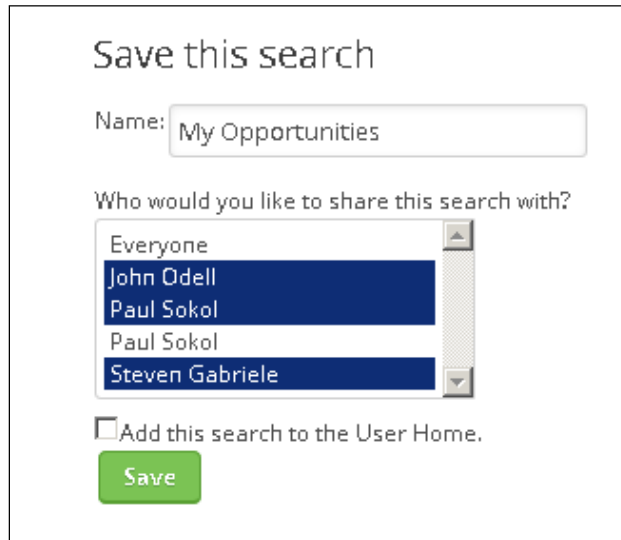 Save this search
Name: My Opportunities
Who would you like to share this search with?
Everyone
John Odell
Paul Sokol
Paul Sokol
Steven Gabriele
Add this search to the User Home.
Save